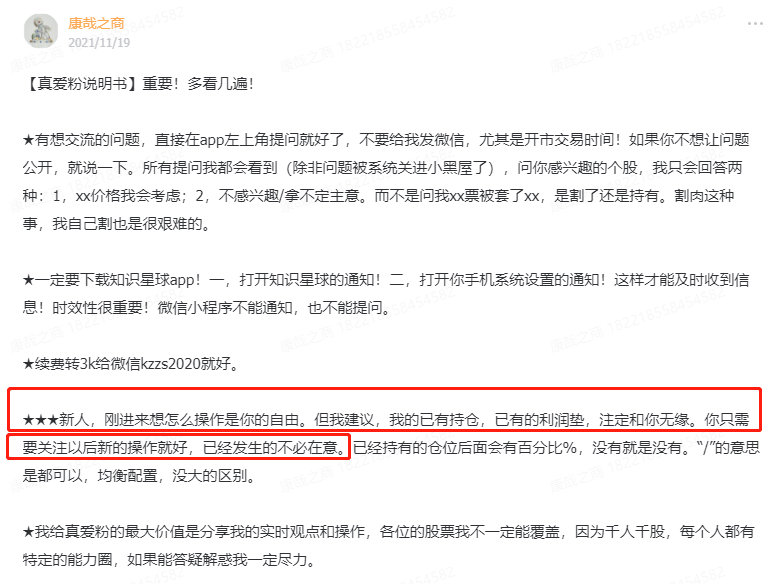 康哉之商
2021/11/19
【真爱粉说明书】重要！多看几遍！
★有想交流的问题，直接在app左上角提问就好了，不要给我发微信，尤其是开市交易时间！如果你不想让问题
公开，就说一下。所有提问我都会看到（除非问题被系统关进小黑屋了），问你感兴趣的个股，我只会回答两
种：1，xx价格我会考虑；2，不感兴趣/拿不定主意。而不是问我xx票被套了xx，是割了还是持有。割肉这种
事，我自己割也是很艰难的。
★一定要下载知识星球app！一，打开知识星球的通知！二，打开你手机系统设置的通知！这样才能及时收到信
息！时效性很重要！微信小程序不能通知，也不能提问。
★续费转3k给微信kzzs2020就好。
★★★新人，刚进来想怎么操作是你的自由。但我建议，我的已有持仓，已有的利润垫，注定和你无缘。你只需
要关注以后新的操作就好，已经发生的不必在意。已经持有的仓位后面会有百分比%，没有就是没有。“/”的意思
是都可以，均衡配置，没大的区别。
★我给真爱粉的最大价值是分享我的实时观点和操作，各位的股票我不一定能覆盖，因为千人千股，每个人都有
特定的能力圈，如果能答疑解惑我一定尽力。